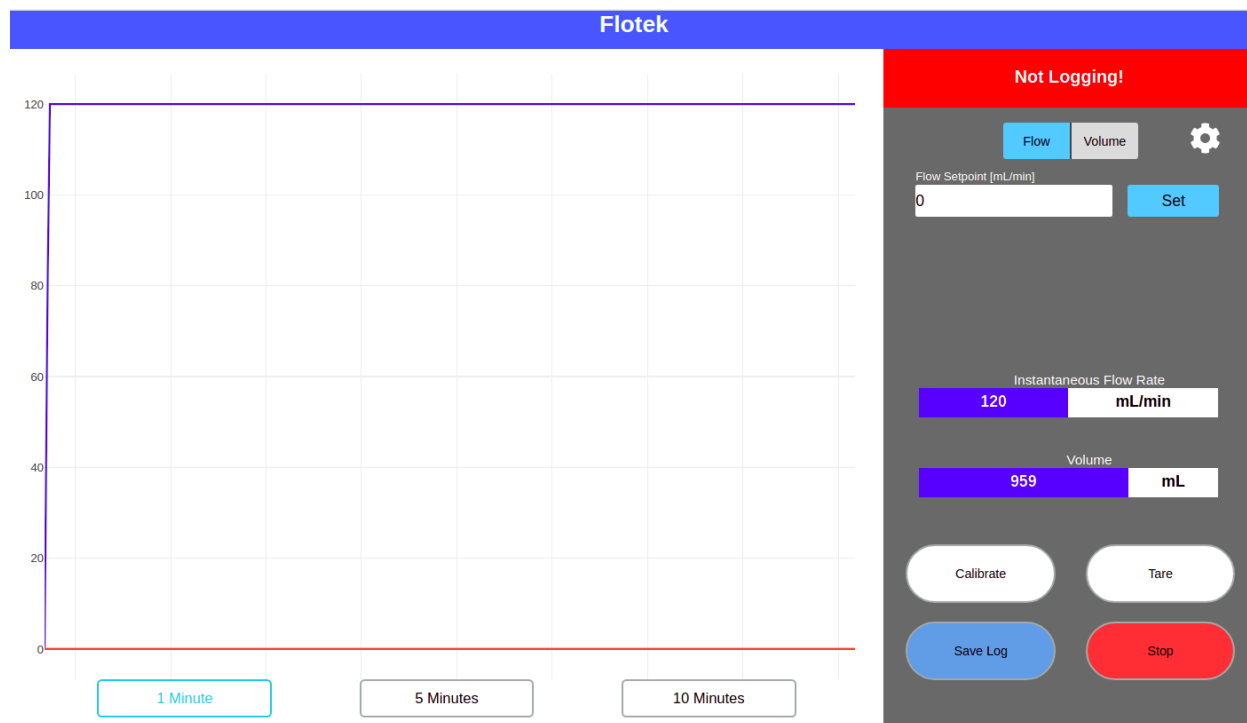 Flotek
120
100
80
60
40
20
0
1 Minute
5 Minutes
10 Minutes
Not Logging!
Flow
Volume
Flow Setpoint [mL/min]
0
Set
Instantaneous Flow Rate
120
mL/min
Volume
959
mL
Calibrate
Tare
Save Log
Stop